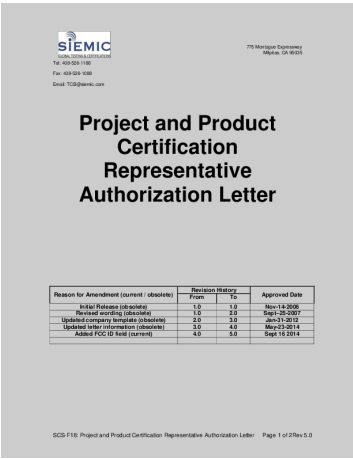 SIEMIC
GLOBAL TESTING & CERTIFICATIONS
775 Montague Expressway
Milpitas, CA 95035
Tel: 408-526-1188
Fax: 408-526-1088
Email: TCB@siemic.com
Project and Product
Certification
Representative
Authorization Letter
Reason for Amendment (current / obsolete) Revision History Approved Date
From To
Initial Release (obsolete) 1.0 1.0 Nov-14-2006
Revised wording (obsolete) 1.0 2.0 Sept-25-2007
Updated company template (obsolete) 2.0 3.0 Jan-31-2012
Updated letter information (obsolete) 3.0 4.0 May-23-2014
Added FCC ID field (current) 4.0 5.0 Sept 16 2014
SCS-F18: Project and Product Certification Representative Authorization Letter Page 1 of 2Rev 5.0